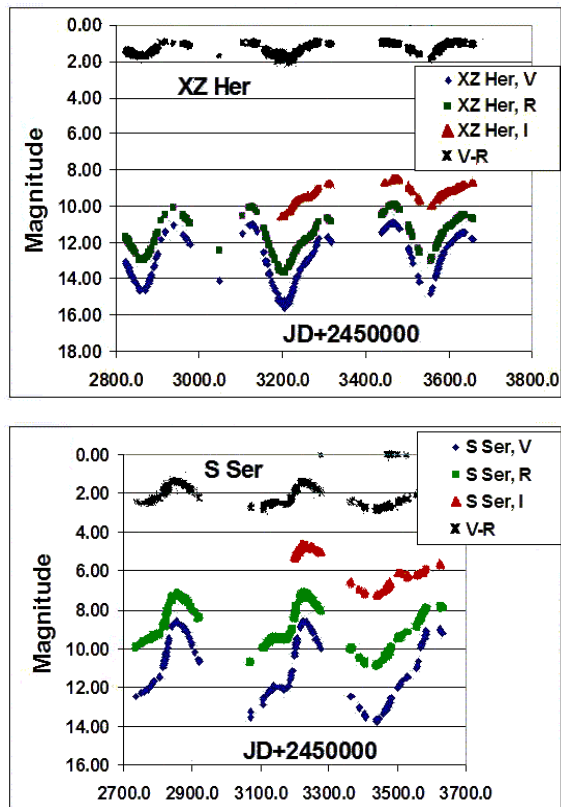 0.00
2.00
4.00
6.00
8.00
10.00
12.00
14.00
16.00
18.00
Magnitude
XZ Her
XZ Her, V
XZ Her, R
XZ Her, I
V-R
JD+2450000
2800.0 3000.0 3200.0 3400.0 3600.0 3800.0
0.00
2.00
4.00
6.00
8.00
10.00
12.00
14.00
16.00
Magnitude
S Ser
S Ser, V
S Ser, R
S Ser, I
V-R
JD+2450000
2700.0 2900.0 3100.0 3300.0 3500.0 3700.0